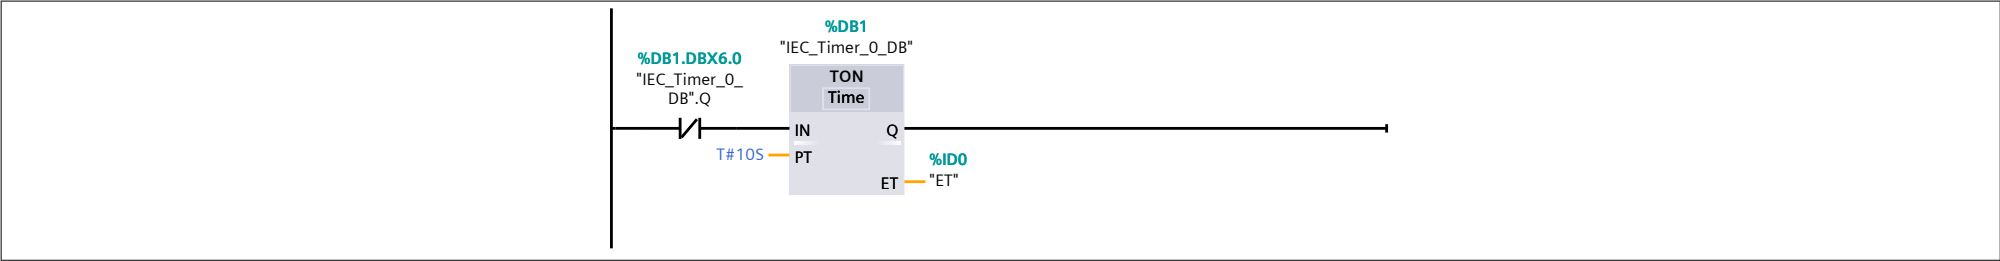 %DB1
"IEC_Timer_0_DB"
%DB1.DBX6.0
"IEC_Timer_0_
DB".Q
TON
Time
IN
Q
T#10S
PT
%ID0
ET
"ET"